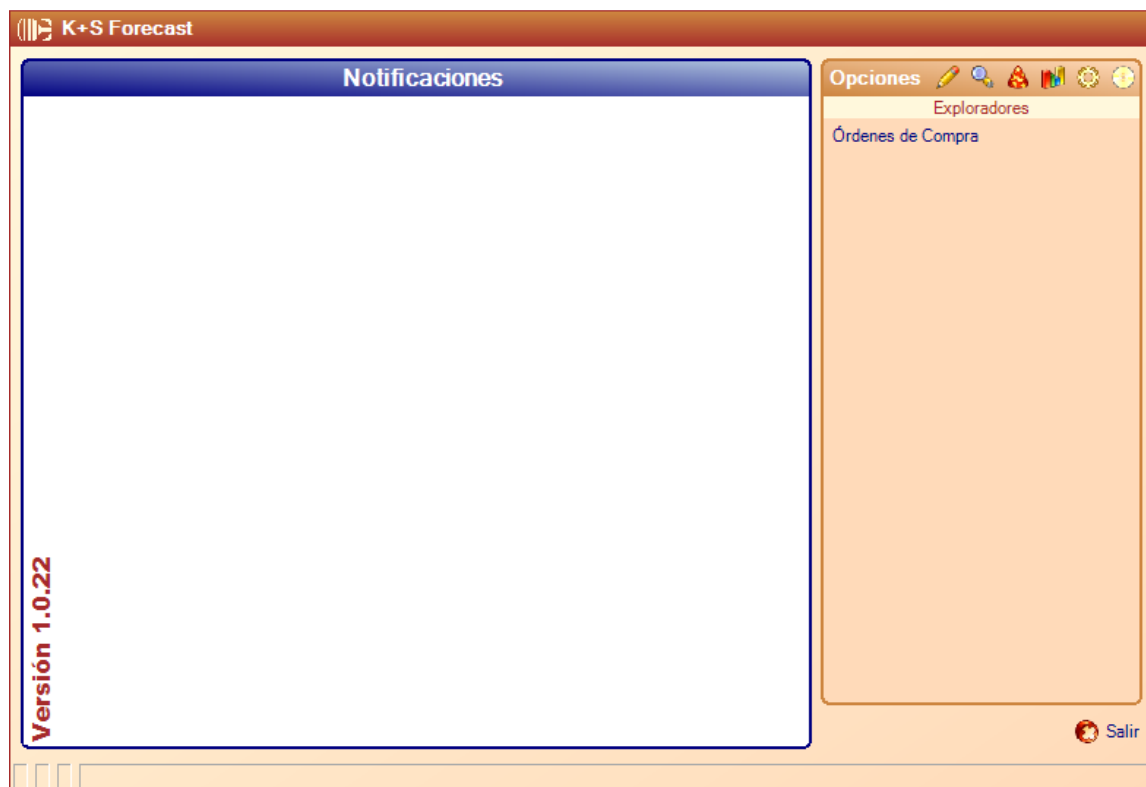 K+S Forecast
Notificaciones
Versión 1.0.22
Opciones
Exploradores
Órdenes de Compra
Salir